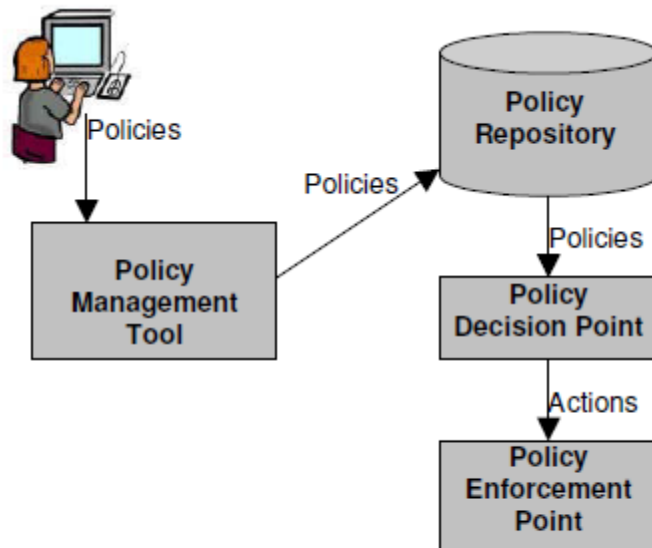 Policies
Policy
Management
Tool
Policies
Policy
Repository
Policies
Policy
Decision Point
Actions
Policy
Enforcement
Point